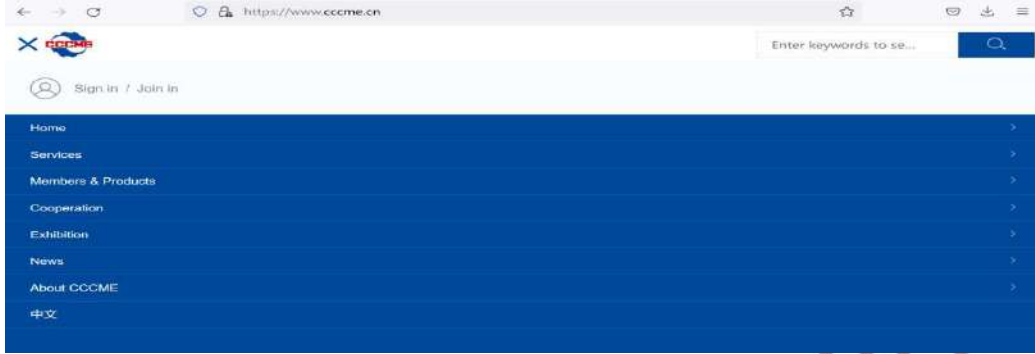 https://www.cccme.cn
CCCME
Enter keywords to se...
Sign in / Join in
Home
Services
Members & Products
Cooperation
Exhibition
News
About CCCME
中文